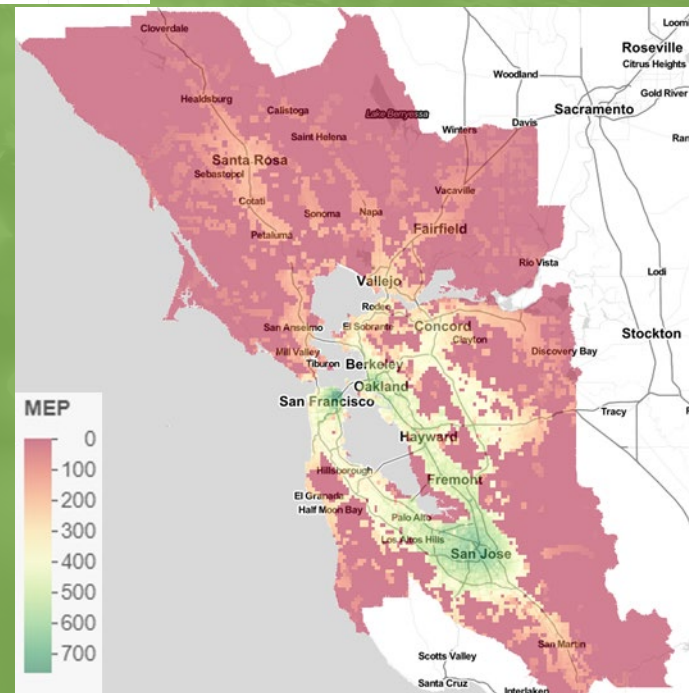 Cloverdale
Loomi
Roseville
Citrus Heights
Woodland
Gold River
Healdsburg
Calistoga
Lake Berryessa
Sacramento
Saint Helena
Winters
Davis
Ran
Santa Rosa
Sebastopol
Vacaville
Cotati
Sonoma
Napa
Fairfield
Petaluma
Rio Vista
Lodi
Vallejo
Rodeo
San Anselmo
El Sobrante
Concord
Stockton
Clayton
Mill Valley
Discovery Bay
Tiburon
Berkeley
Oakland
San Francisco
Tracy
Hayward
Hillsborough
Fremont
El Granada
Half Moon Bay
Palo Alto
Los Altos Hills
San Jose
San Martin
Scotts Valley
Santa Cruz
Interlaken
MEP
0
100
200
300
400
500
600
700